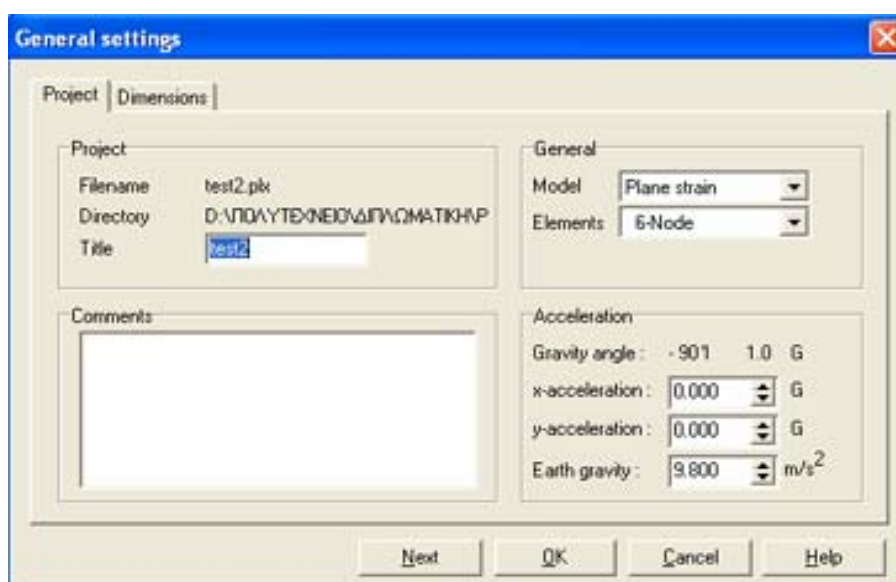 General settings
Project Dimensions
Project
Filename test2.plx
Directory D:\ΠΟΛΥΤΕΧΝΕΙΟ\ΔΙΠΛΩΜΑΤΙΚΗ\P
Title test2
General
Model Plane strain
Elements 6-Node
Comments
Acceleration
Gravity angle : - 901 1.0 G
x-acceleration : 0.000 G
y-acceleration : 0.000 G
Earth gravity : 9.800 m/s²
Next OK Cancel Help